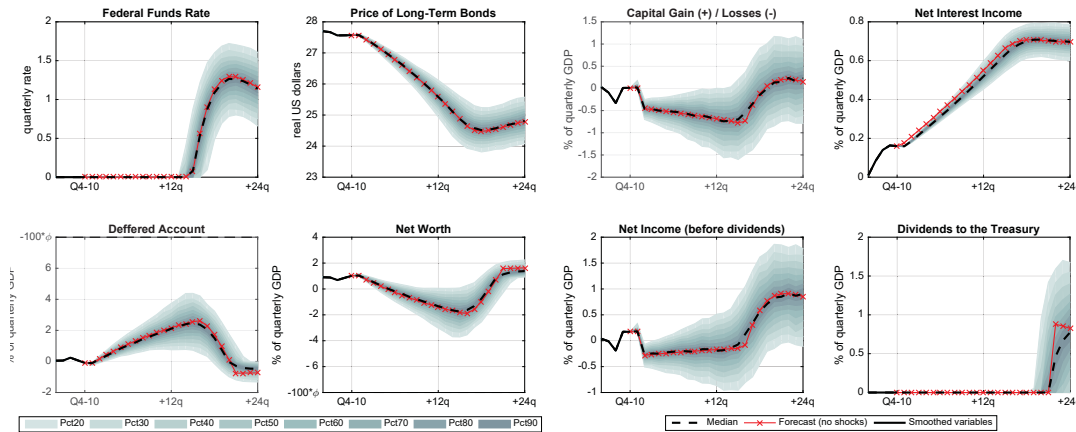 Federal Funds Rate
quarterly rate
2
1.5
1
0.5
0
Q4-10
+12q
+24q
Price of Long-Term Bonds
real US dollars
28
27
26
25
24
23
Q4-10
+12q
+24q
Capital Gain (+) / Losses (-)
% of quarterly GDP
1.5
1
0.5
0
-0.5
-1
-1.5
-2
Q4-10
+12q
+24q
Net Interest Income
% of quarterly GDP
0.8
0.6
0.4
0.2
0
Q4-10
+12q
+24q
Deffered Account
% of quarterly GDP
-100*ϕ
6
4
2
0
-2
Q4-10
+12q
+24q
Net Worth
% of quarterly GDP
4
2
0
-2
-4
-6
-100*ϕ
Q4-10
+12q
+24q
Net Income (before dividends)
% of quarterly GDP
2
1.5
1
0.5
0
-0.5
-1
Q4-10
+12q
+24q
Dividends to the Treasury
% of quarterly GDP
2
1.5
1
0.5
0
Q4-10
+12q
+24
Pct20 Pct30 Pct40 Pct50 Pct60 Pct70 Pct80 Pct90
Median Forecast (no shocks) Smoothed variables